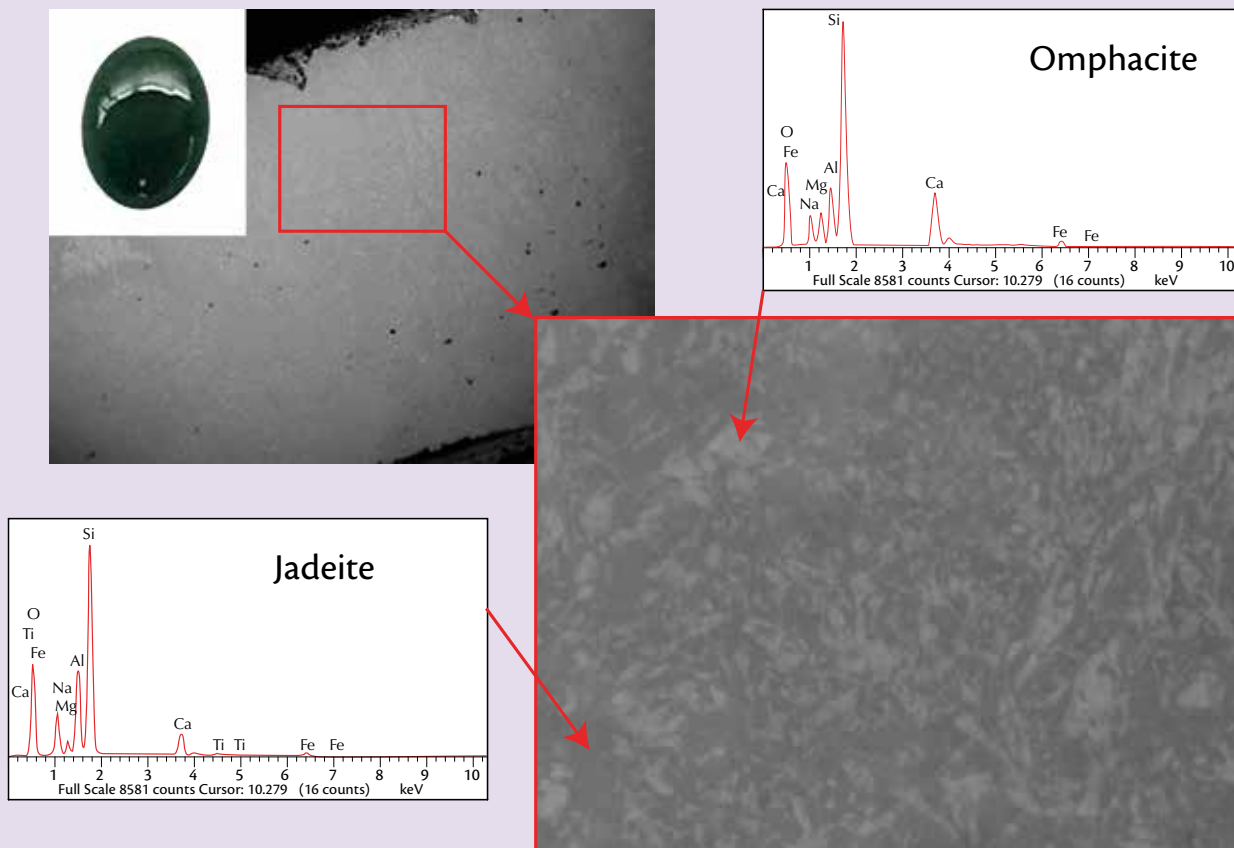 Omphacite
Si
O
Fe
Ca
Na
Mg
Al
Ca
Fe Fe
1 2 3 4 5 6 7 8 9 10
Full Scale 8581 counts Cursor: 10.279 (16 counts) keV
Jadeite
Si
O
Ti
Fe
Ca
Na
Mg
Al
Ca
Ti Ti Fe Fe
1 2 3 4 5 6 7 8 9 10
Full Scale 8581 counts Cursor: 10.279 (16 counts) keV